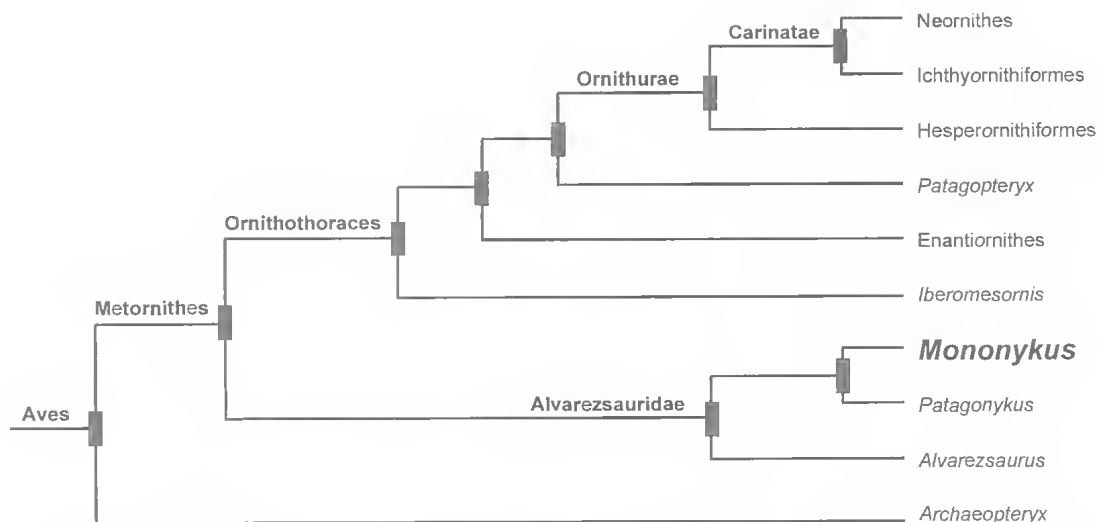 Neornithes
Carinatae
Ichthyornithiformes
Ornithurae
Hesperornithiformes
Patagopteryx
Ornithothoraces
Enantiornithes
Iberomesornis
Metornithes
Mononykus
Patagonykus
Alvarezsauridae
Aves
Alvarezsaurus
Archaeopteryx